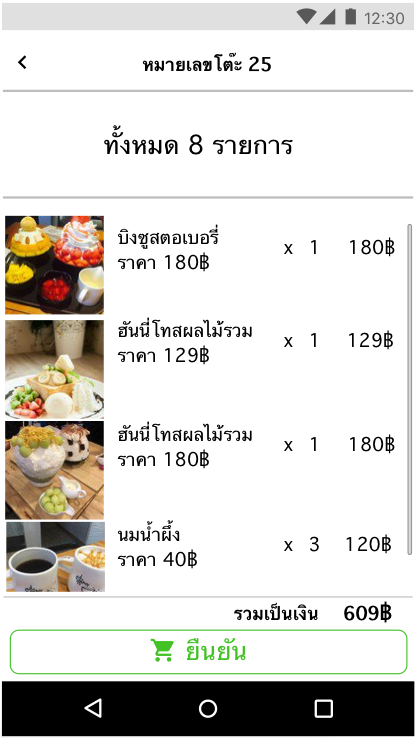 12:30
หมายเลขโต๊ะ 25
ทั้งหมด 8 รายการ
บิงซูสตอเบอรี่
ราคา 180฿
x 1 180฿
ฮันนี่โทสผลไม้รวม
ราคา 129฿
x 1 129฿
ฮันนี่โทสผลไม้รวม
ราคา 180฿
x 1 180฿
นมน้ำผึ้ง
ราคา 40฿
x 3 120฿
รวมเป็นเงิน 609฿
ยืนยัน